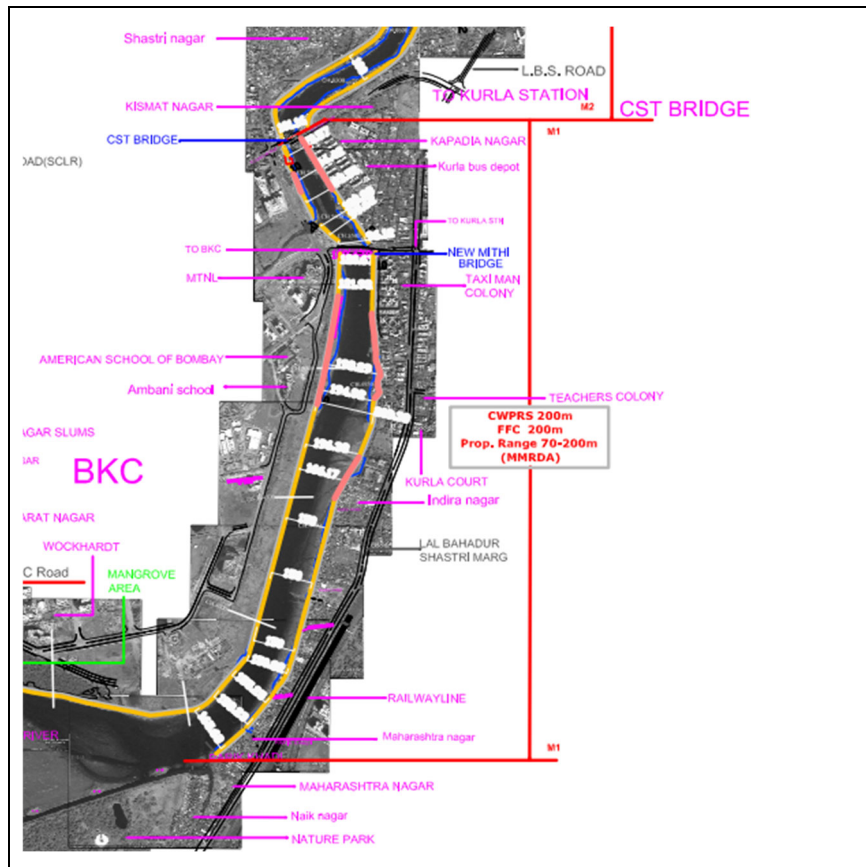 Shastri nagar
L.B.S. ROAD
TO KURLA STATION
KISMAT NAGAR
M2
CST BRIDGE
M1
CST BRIDGE
KAPADIA NAGAR
OAD(SCLR)
Kurla bus depot
TO KURLA STN
TO BKC
NEW MITHI
BRIDGE
MTNL
TAXI MAN
COLONY
AMERICAN SCHOOL OF BOMBAY
Ambani school
TEACHERS COLONY
CWPRS 200m
FFC 200m
Prop. Range 70-200m
(MMRDA)
AGAR SLUMS
GAR
BKC
KURLA COURT
Indira nagar
ARAT NAGAR
WOCKHARDT
LAL BAHADUR
SHASTRI MARG
C Road
MANGROVE
AREA
RAILWAYLINE
RIVER
Maharashtra nagar
M1
MAHARASHTRA NAGAR
Naik nagar
NATURE PARK